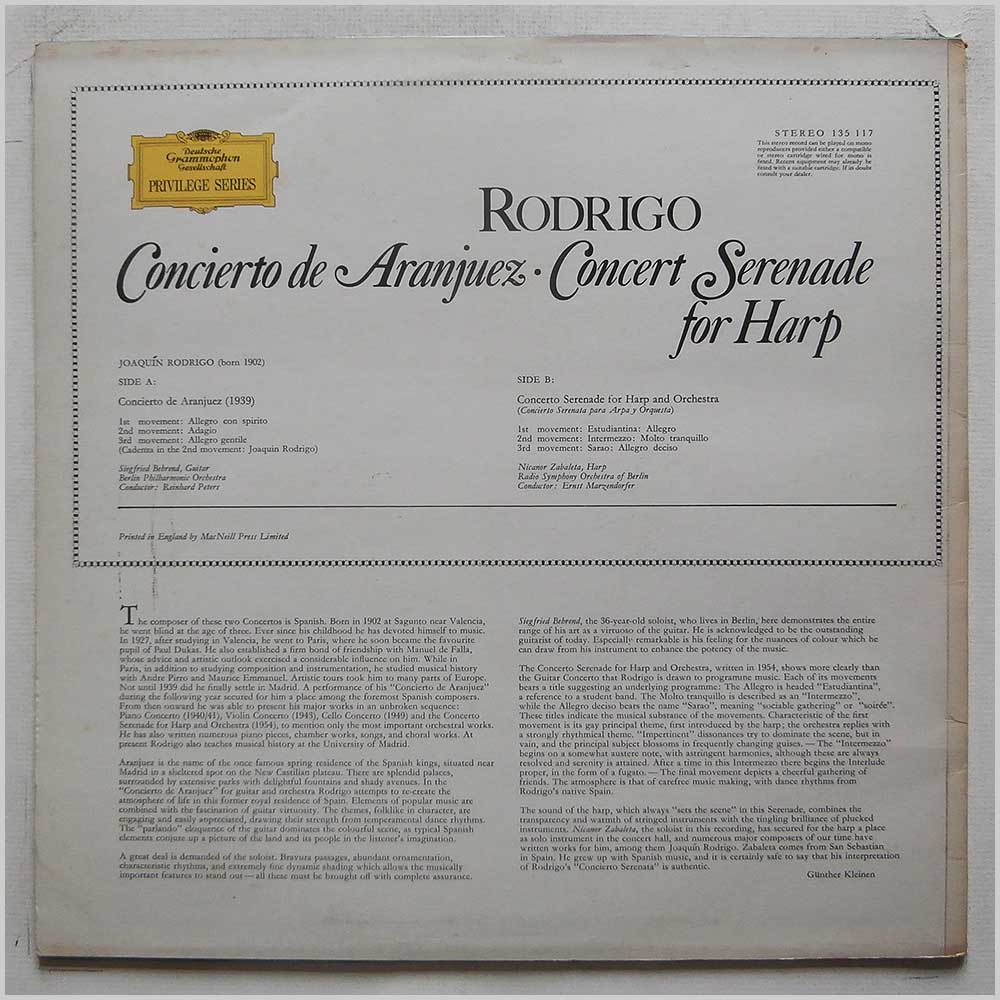 Deutsche
Grammophon
Gesellschaft
PRIVILEGE SERIES
STEREO 135 117
This stereo record can be played on mono
reproducers provided either a compatible
or stereo cartridge wired for mono is
fitted. Recent equipment may already be
fitted with a suitable cartridge. If in doubt
consult your dealer.
RODRIGO
Concierto de Aranjuez · Concert Serenade
for Harp
JOAQUÍN RODRIGO (born 1902)
SIDE A:
Concierto de Aranjuez (1939)
1st movement: Allegro con spirito
2nd movement: Adagio
3rd movement: Allegro gentile
(Cadenza in the 2nd movement: Joaquin Rodrigo)
Siegfried Behrend, Guitar
Berlin Philharmonic Orchestra
Conductor: Reinhard Peters
SIDE B:
Concerto Serenade for Harp and Orchestra
(Concierto Serenata para Arpa y Orquesta)
1st movement: Estudiantina: Allegro
2nd movement: Intermezzo: Molto tranquillo
3rd movement: Sarao: Allegro deciso
Nicanor Zabaleta, Harp
Radio Symphony Orchestra of Berlin
Conductor: Ernst Marzendorfer
Printed in England by MacNeill Press Limited
The composer of these two Concertos is Spanish. Born in 1902 at Sagunto near Valencia,
he went blind at the age of three. Ever since his childhood he has devoted himself to music.
In 1927, after studying in Valencia, he went to Paris, where he soon became the favourite
pupil of Paul Dukas. He also established a firm bond of friendship with Manuel de Falla,
whose advice and artistic outlook exercised a considerable influence on him. While in
Paris, in addition to studying composition and instrumentation, he studied musical history
with Andre Pirro and Maurice Emmanuel. Artistic tours took him to many parts of Europe.
Not until 1939 did he finally settle in Madrid. A performance of his "Concierto de Aranjuez"
during the following year secured for him a place among the foremost Spanish composers.
From then onward he was able to present his major works in an unbroken sequence:
Piano Concerto (1940/41), Violin Concerto (1943), Cello Concerto (1949) and the Concerto
Serenade for Harp and Orchestra (1954), to mention only the most important orchestral works.
He has also written numerous piano pieces, chamber works, songs, and choral works. At
present Rodrigo also teaches musical history at the University of Madrid.
Aranjuez is the name of the once famous spring residence of the Spanish kings, situated near
Madrid in a sheltered spot on the New Castilian plateau. There are splendid palaces,
surrounded by extensive parks with delightful fountains and shady avenues. In the
"Concierto de Aranjuez" for guitar and orchestra Rodrigo attempts to re-create the
atmosphere of life in this former royal residence of Spain. Elements of popular music are
combined with the fascination of guitar virtuosity. The themes, folklike in character, are
engaging and easily appreciated, drawing their strength from temperamental dance rhythms.
The "parlando" eloquence of the guitar dominates the colourful scene, as typical Spanish
elements conjure up a picture of the land and its people in the listener's imagination.
A great deal is demanded of the soloist. Bravura passages, abundant ornamentation,
characteristic rhythms, and extremely fine dynamic shading which allows the musically
important features to stand out — all these must be brought off with complete assurance.
Siegfried Behrend, the 36-year-old soloist, who lives in Berlin, here demonstrates the entire
range of his art as a virtuoso of the guitar. He is acknowledged to be the outstanding
guitarist of today. Especially remarkable is his feeling for the nuances of colour which he
can draw from his instrument to enhance the potency of the music.
The Concerto Serenade for Harp and Orchestra, written in 1954, shows more clearly than
the Guitar Concerto that Rodrigo is drawn to programme music. Each of its movements
bears a title suggesting an underlying programme: The Allegro is headed "Estudiantina",
a reference to a student band. The Molto tranquillo is described as an "Intermezzo",
while the Allegro deciso bears the name "Sarao", meaning "sociable gathering" or "soirée".
These titles indicate the musical substance of the movements. Characteristic of the first
movement is its gay principal theme, first introduced by the harp; the orchestra replies with
a strongly rhythmical theme. "Impertinent" dissonances try to dominate the scene, but in
vain, and the principal subject blossoms in frequently changing guises. — The "Intermezzo"
begins on a somewhat austere note, with astringent harmonies, although these are always
resolved and serenity is attained. After a time in this Intermezzo there begins the Interlude
proper, in the form of a fugato. — The final movement depicts a cheerful gathering of
friends. The atmosphere is that of carefree music making, with dance rhythms from
Rodrigo's native Spain.
The sound of the harp, which always "sets the scene" in this Serenade, combines the
transparency and warmth of stringed instruments with the tingling brilliance of plucked
instruments. Nicanor Zabaleta, the soloist in this recording, has secured for the harp a place
as solo instrument in the concert hall, and numerous major composers of our time have
written works for him, among them Joaquín Rodrigo. Zabaleta comes from San Sebastian
in Spain. He grew up with Spanish music, and it is certainly safe to say that his interpretation
of Rodrigo's "Concierto Serenata" is authentic.
Günther Kleinen